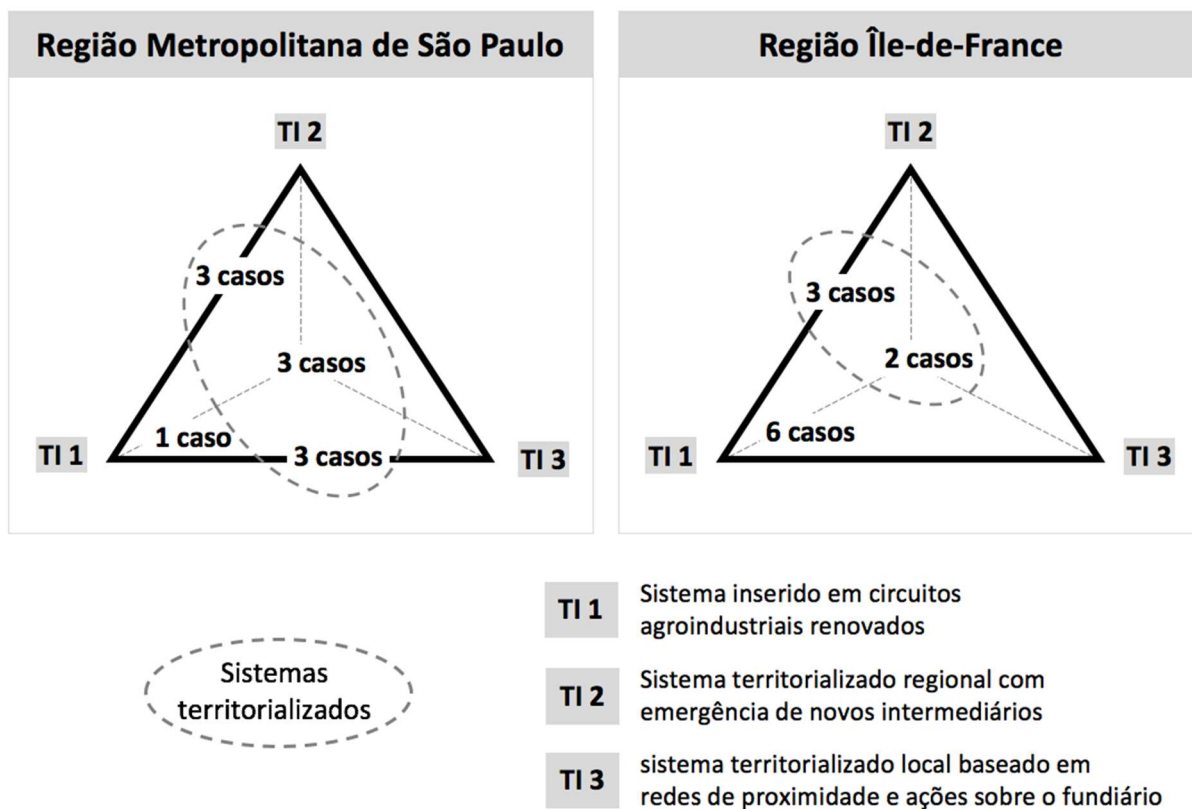 Região Metropolitana de São Paulo
TI 2
3 casos
3 casos
1 caso
3 casos
TI 1
TI 3
Região Île-de-France
TI 2
3 casos
2 casos
6 casos
TI 1
TI 3
Sistemas
territorializados
TI 1
Sistema inserido em circuitos
agroindustriais renovados
TI 2
Sistema territorializado regional com
emergência de novos intermediários
TI 3
sistema territorializado local baseado em
redes de proximidade e ações sobre o fundiário